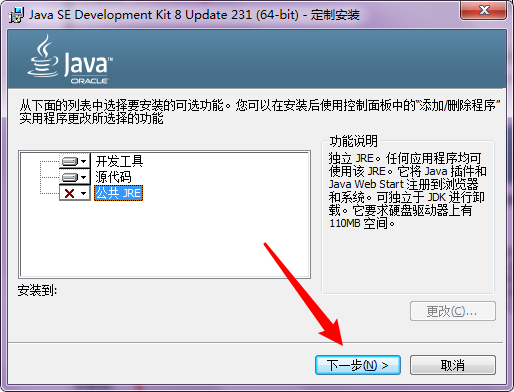 Java SE Development Kit 8 Update 231 (64-bit) - 定制安装
Java™
ORACLE
从下面的列表中选择要安装的可选功能。您可以在安装后使用控制面板中的“添加/删除程序”
实用程序更改所选择的功能
开发工具
源代码
公共 JRE
功能说明
独立 JRE。任何应用程序均可
使用该 JRE。它将 Java 插件和
Java Web Start 注册到浏览器
和系统。可独立于 JDK 进行卸
载。它要求硬盘驱动器上有
110MB 空间。
安装到:
更改(C)...
下一步(N) >
取消